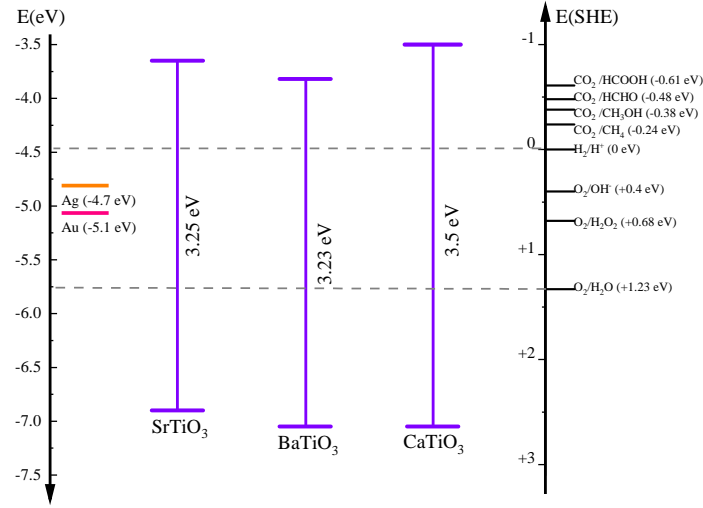 E(eV)
E(SHE)
-3.5
-4.0
-4.5
-5.0
-5.5
-5.75
-6.0
-6.5
-7.0
-7.5
Ag (-4.7 eV)
Au (-5.1 eV)
3.25 eV
3.23 eV
3.5 eV
SrTiO₃
BaTiO₃
CaTiO₃
-1
0
+1
+2
+3
CO₂ /HCOOH (-0.61 eV)
CO₂ /HCHO (-0.48 eV)
CO₂ /CH₃OH (-0.38 eV)
CO₂ /CH₄ (-0.24 eV)
H₂/H⁺ (0 eV)
O₂/OH⁻ (+0.4 eV)
O₂/H₂O₂ (+0.68 eV)
O₂/H₂O (+1.23 eV)